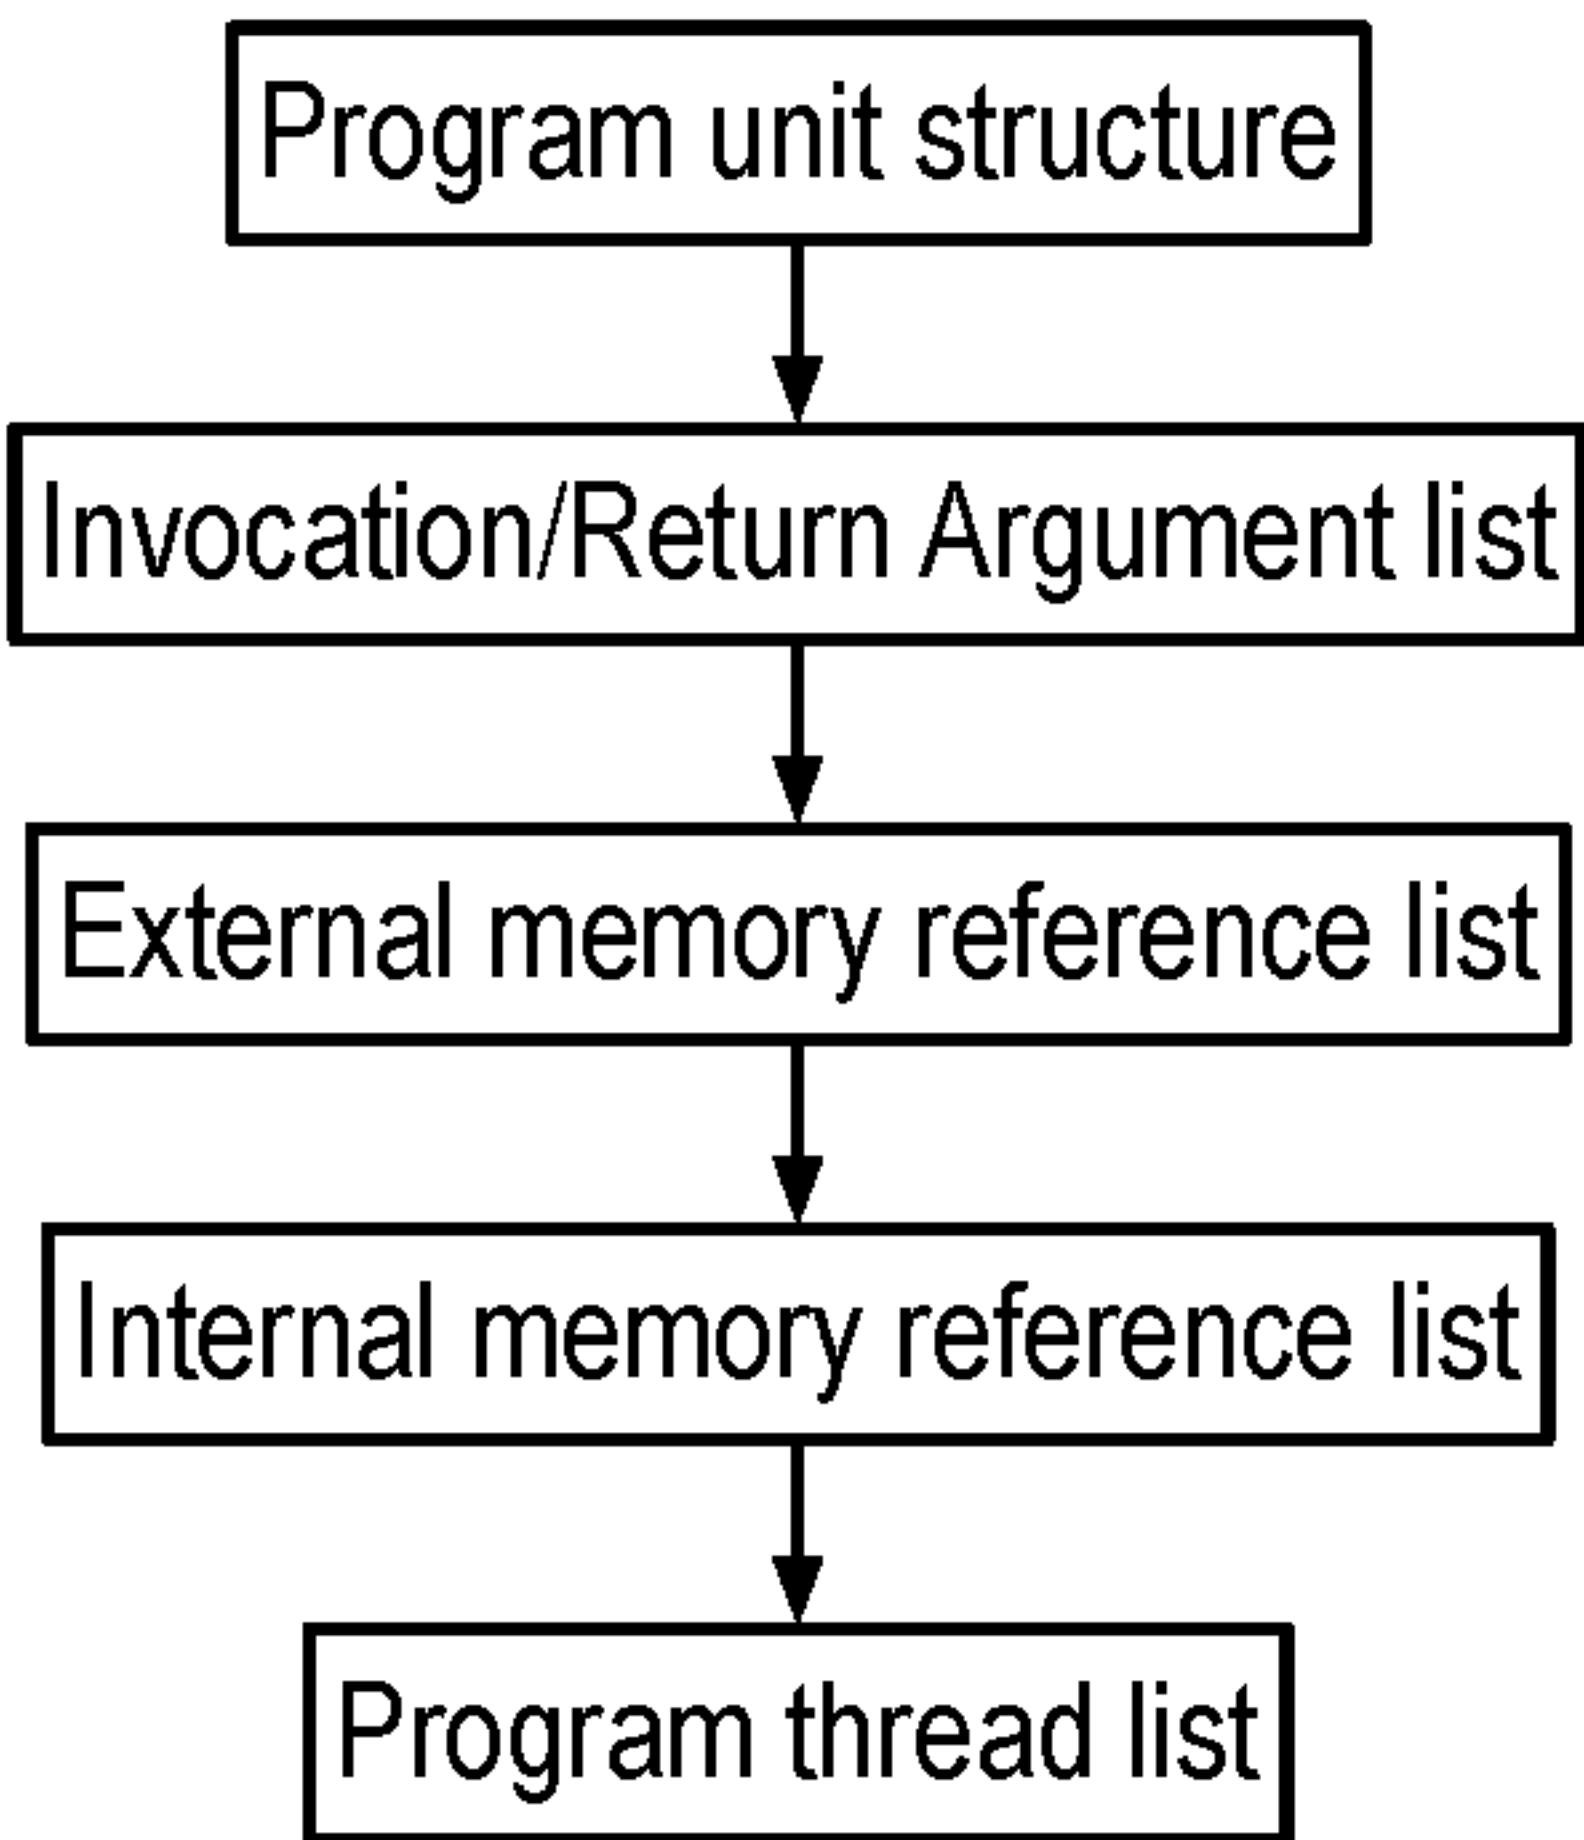 Program unit structure
Invocation/Return Argument list
External memory reference list
Internal memory reference list
Program thread list